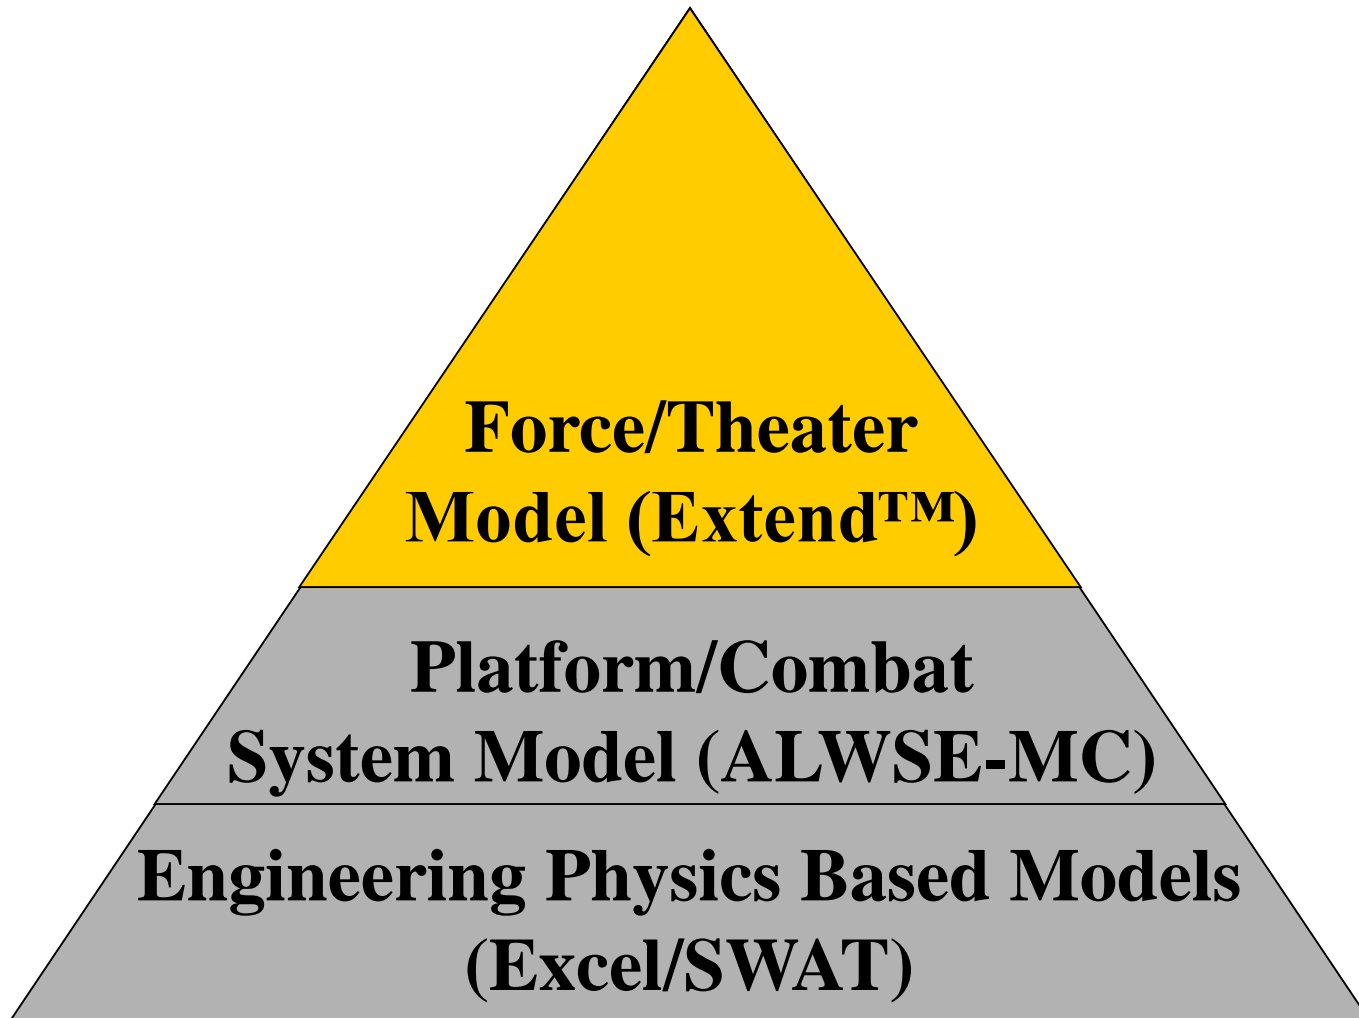 Force/Theater
Model (Extend™)
Platform/Combat
System Model (ALWSE-MC)
Engineering Physics Based Models
(Excel/SWAT)